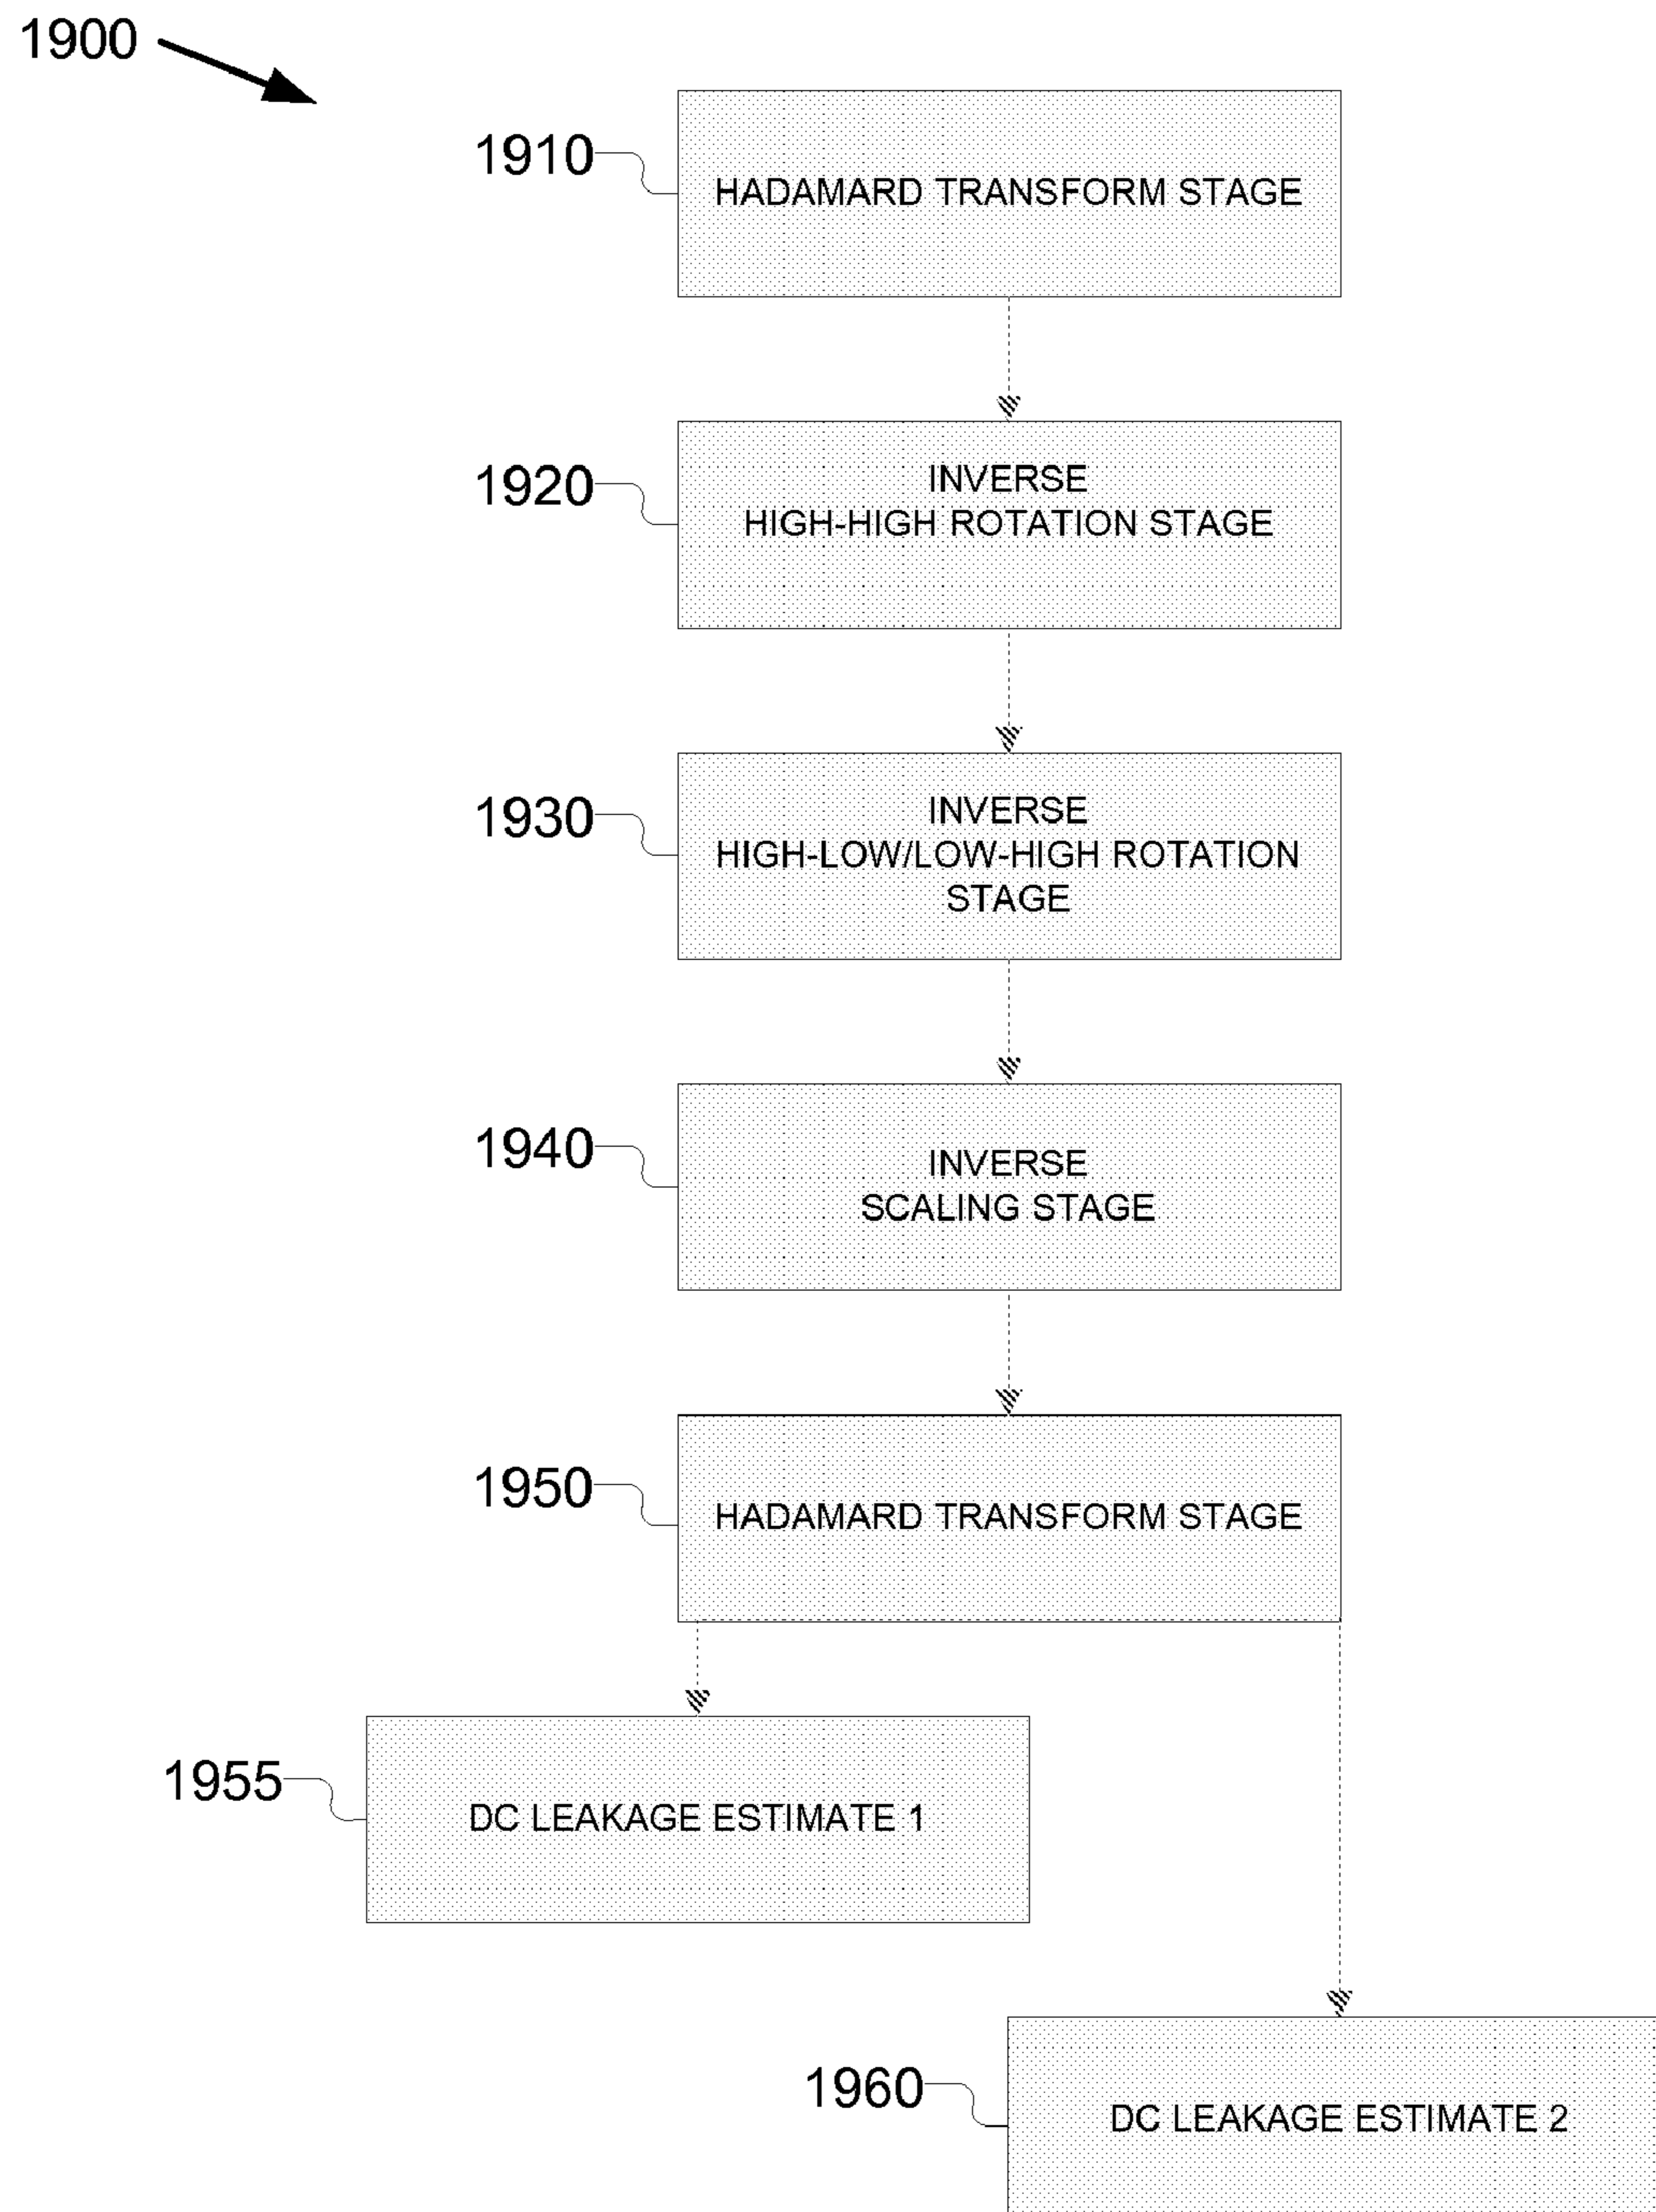 1900
1910
HADAMARD TRANSFORM STAGE
1920
INVERSE
HIGH-HIGH ROTATION STAGE
1930
INVERSE
HIGH-LOW/LOW-HIGH ROTATION
STAGE
1940
INVERSE
SCALING STAGE
1950
HADAMARD TRANSFORM STAGE
1955
DC LEAKAGE ESTIMATE 1
1960
DC LEAKAGE ESTIMATE 2